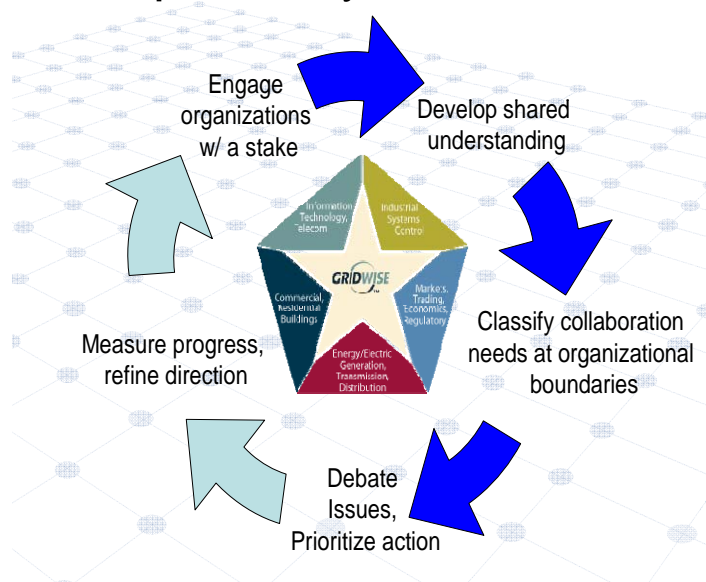 Engage
organizations
w/ a stake
Develop shared
understanding
Information
Technology,
Telecom
Industrial
Systems
Control
GRIDWISE
TM
Commercial,
Residential
Buildings
Markets,
Trading,
Economics,
Regulatory
Energy/Electric
Generation,
Transmission,
Distribution
Classify collaboration
needs at organizational
boundaries
Measure progress,
refine direction
Debate
Issues,
Prioritize action